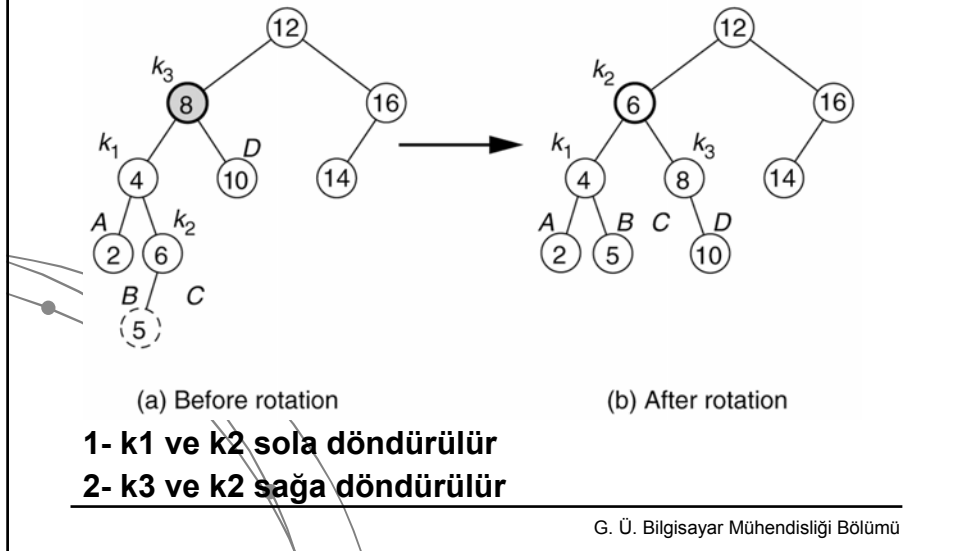 12 12
k3 k2
8 16 6 16
k1 D k1 k3
4 10 14 4 8 14
A k2 A B C D
2 6 2 5 10
B C
5
(a) Before rotation (b) After rotation
1- k1 ve k2 sola döndürülür
2- k3 ve k2 sağa döndürülür
G. Ü. Bilgisayar Mühendisliği Bölümü